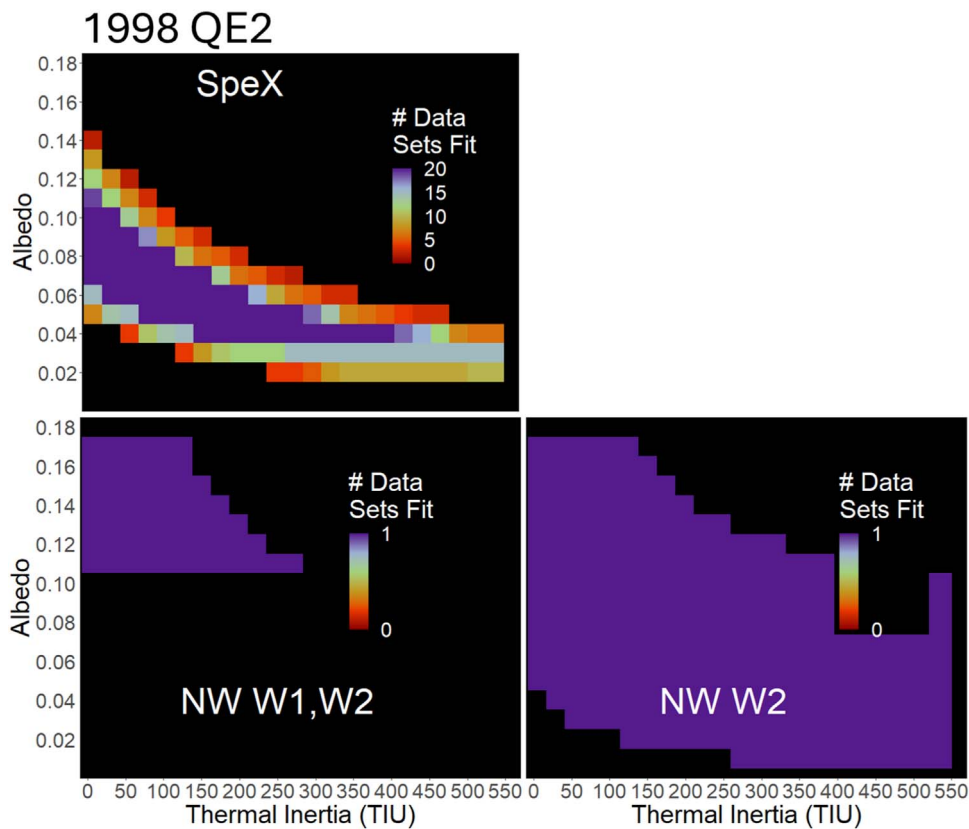 1998 QE2
SpeX
# Data
Sets Fit
20
15
10
5
0
Albedo
0.18
0.16
0.14
0.12
0.10
0.08
0.06
0.04
0.02
NW W1,W2
# Data
Sets Fit
1
0
Albedo
0.18
0.16
0.14
0.12
0.10
0.08
0.06
0.04
0.02
0 50 100 150 200 250 300 350 400 450 500 550
Thermal Inertia (TIU)
NW W2
# Data
Sets Fit
1
0
0 50 100 150 200 250 300 350 400 450 500 550
Thermal Inertia (TIU)